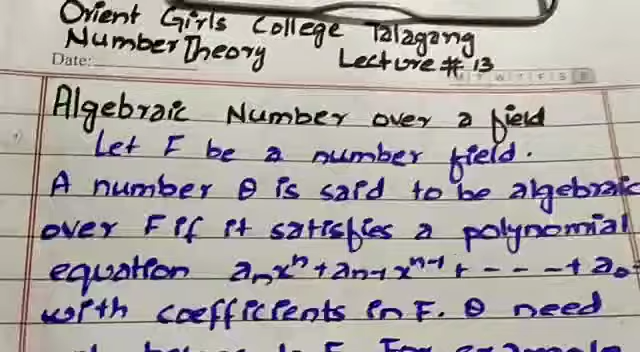 Orient Girls College Talagang
Number Theory Lecture # 13
Date:
Algebraic Number over a field
Let F be a number field.
A number θ is said to be algebraic
over F if it satisfies a polynomial
equation aₙxⁿ + aₙ₋₁xⁿ⁻¹ + - - - - + a₀ =
with coefficients in F. θ need